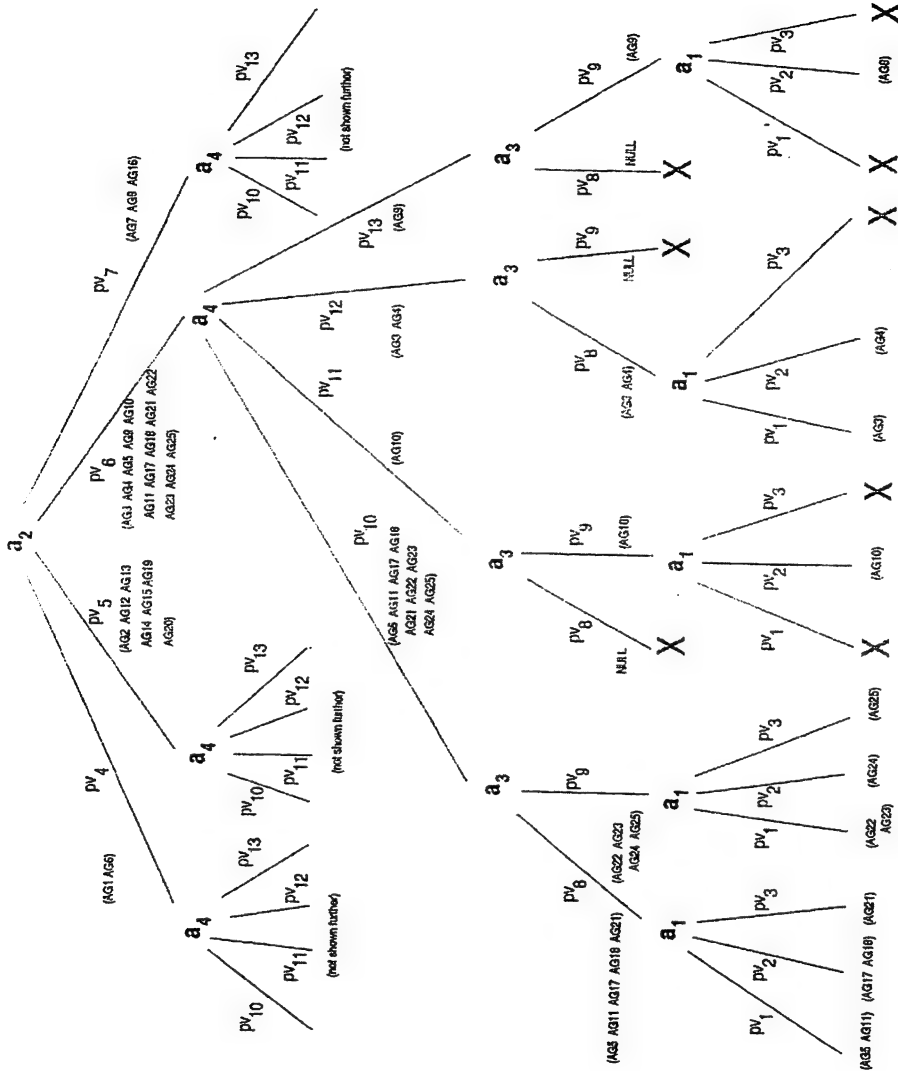 a2
pv4
(AG1 AG6)
pv5
(AG2 AG12 AG13
AG14 AG15 AG19
AG20)
pv6
(AG3 AG4 AG5 AG9 AG10
AG11 AG17 AG18 AG21 AG22
AG23 AG24 AG25)
pv7
(AG7 AG8 AG16)
a4
pv10
pv11
pv12
pv13
(not shown further)
a4
pv10
pv11
pv12
pv13
(not shown further)
a4
a4
pv10
pv11
pv12
pv13
(not shown further)
pv10
(AG5 AG11 AG17 AG18
AG21 AG22 AG23
AG24 AG25)
pv11
(AG10)
pv12
(AG3 AG4)
pv13
(AG9)
a3
pv8
(AG5 AG11 AG17 AG18 AG21)
pv9
(AG22 AG23
AG24 AG25)
a3
pv8
NULL
X
pv9
(AG10)
a3
pv8
(AG3 AG4)
pv9
NULL
X
a3
pv8
NULL
X
pv9
(AG9)
a1
pv1
pv2
pv3
(AG5 AG11) (AG17 AG18) (AG21)
a1
pv1
pv2
pv3
(AG22
AG23)
(AG24)
(AG25)
a1
pv1
pv2
pv3
X
(AG10)
X
a1
pv1
pv2
pv3
(AG3)
(AG4)
X
a1
pv1
pv2
pv3
X
(AG9)
X